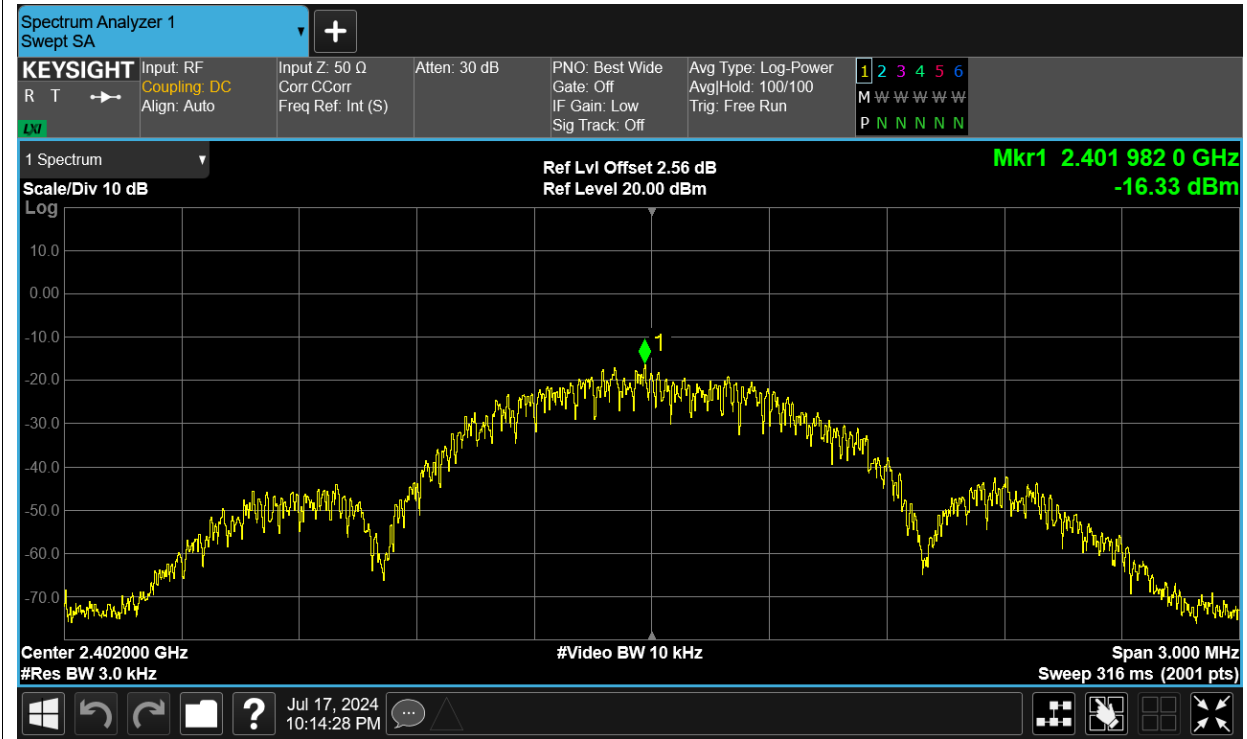 Spectrum Analyzer 1
Swept SA
+
KEYSIGHT
R T
LXI
Input: RF
Coupling: DC
Align: Auto
Input Z: 50 Ω
Corr CCorr
Freq Ref: Int (S)
Atten: 30 dB
PNO: Best Wide
Gate: Off
IF Gain: Low
Sig Track: Off
Avg Type: Log-Power
Avg|Hold: 100/100
Trig: Free Run
1 2 3 4 5 6
M W W W W W
P N N N N N
1 Spectrum
Scale/Div 10 dB
Log
Ref Lvl Offset 2.56 dB
Ref Level 20.00 dBm
Mkr1 2.401 982 0 GHz
-16.33 dBm
10.0
0.00
-10.0
1
-20.0
-30.0
-40.0
-50.0
-60.0
-70.0
Center 2.402000 GHz
#Video BW 10 kHz
Span 3.000 MHz
#Res BW 3.0 kHz
Sweep 316 ms (2001 pts)
?
Jul 17, 2024
10:14:28 PM